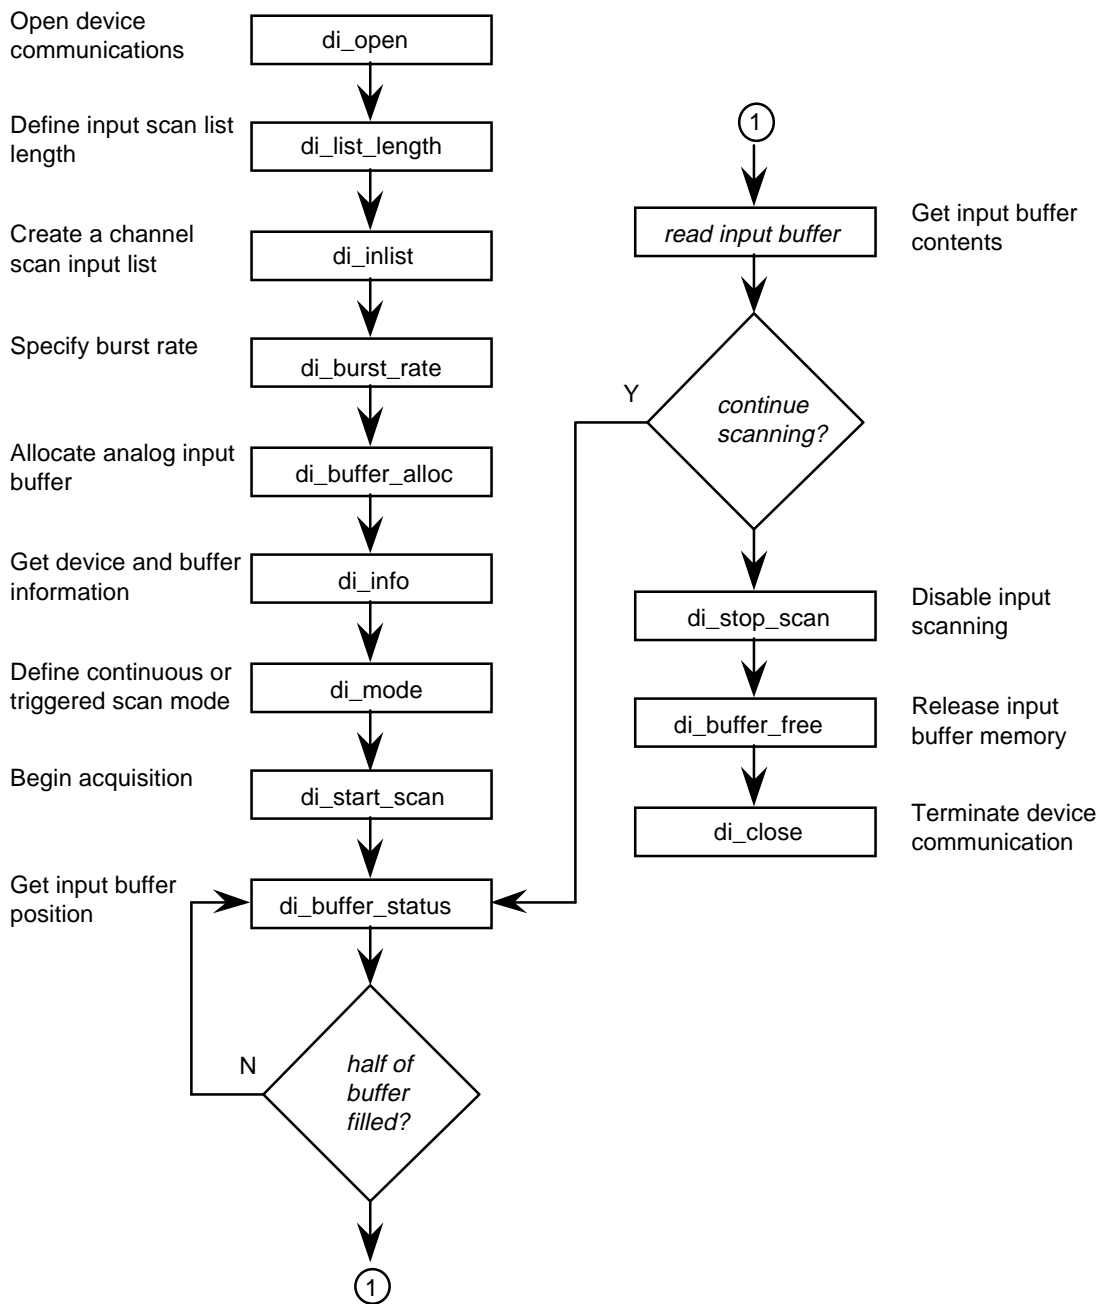 Open device
communications
di_open
Define input scan list
length
di_list_length
Create a channel
scan input list
di_inlist
Specify burst rate
di_burst_rate
Allocate analog input
buffer
di_buffer_alloc
Get device and buffer
information
di_info
Define continuous or
triggered scan mode
di_mode
Begin acquisition
di_start_scan
Get input buffer
position
di_buffer_status
N
half of
buffer
filled?
1
1
read input buffer
Get input buffer
contents
Y
continue
scanning?
di_stop_scan
Disable input
scanning
di_buffer_free
Release input
buffer memory
di_close
Terminate device
communication